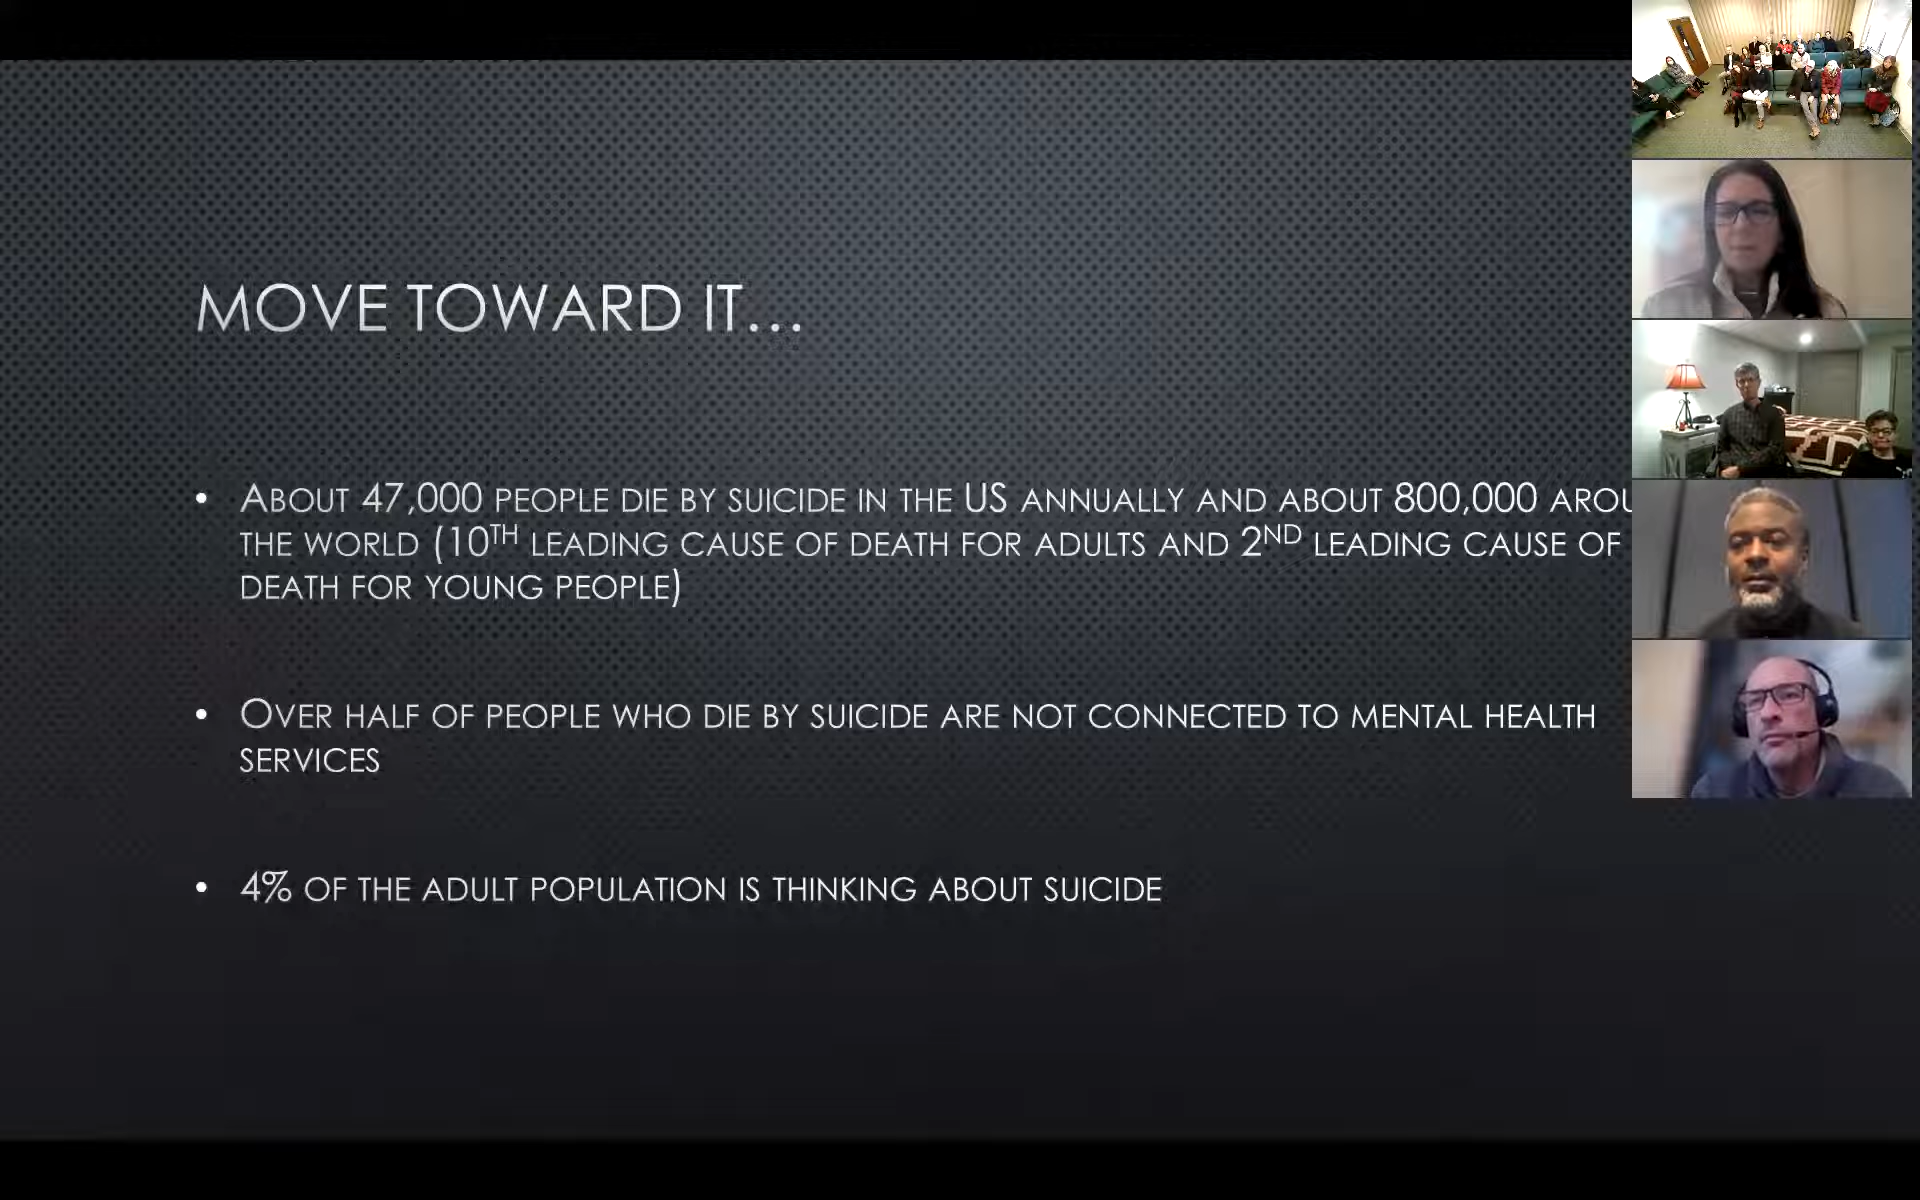 MOVE TOWARD IT…
• ABOUT 47,000 PEOPLE DIE BY SUICIDE IN THE US ANNUALLY AND ABOUT 800,000 AROU
THE WORLD (10TH LEADING CAUSE OF DEATH FOR ADULTS AND 2ND LEADING CAUSE OF
DEATH FOR YOUNG PEOPLE)
• OVER HALF OF PEOPLE WHO DIE BY SUICIDE ARE NOT CONNECTED TO MENTAL HEALTH
SERVICES
• 4% OF THE ADULT POPULATION IS THINKING ABOUT SUICIDE